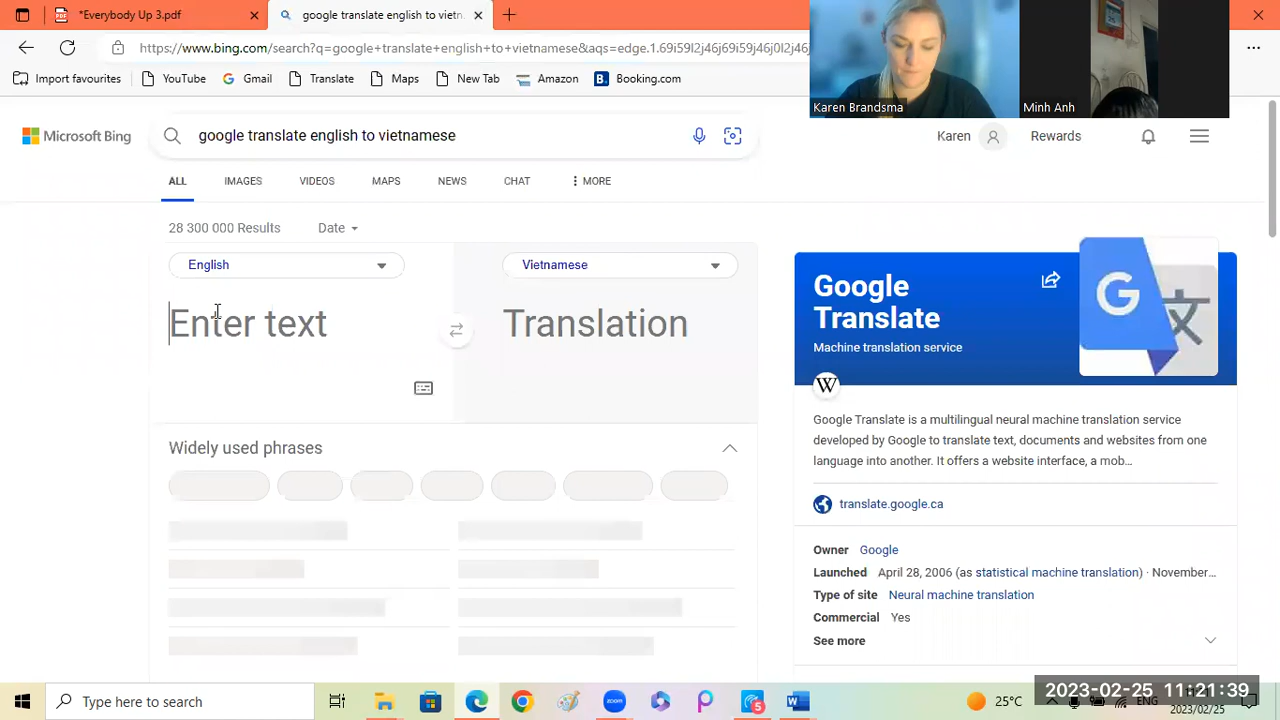 "Everybody Up 3.pdf
google translate english to vietn
https://www.bing.com/search?q=google+translate+english+to+vietnamese&aqs=edge.1.69i59l2j46j69i59j46j0l2j46j
Import favourites YouTube Gmail Translate Maps New Tab Amazon Booking.com
Karen Brandsma
Minh Anh
Microsoft Bing
google translate english to vietnamese
Karen Rewards
ALL IMAGES VIDEOS MAPS NEWS CHAT MORE
28 300 000 Results Date
English
Vietnamese
Enter text
Translation
Google
Translate
Machine translation service
W
Google Translate is a multilingual neural machine translation service
developed by Google to translate text, documents and websites from one
language into another. It offers a website interface, a mob…
translate.google.ca
Widely used phrases
Owner Google
Launched April 28, 2006 (as statistical machine translation) · November…
Type of site Neural machine translation
Commercial Yes
See more
Type here to search
zoom
5
25°C
ENG
2023-02-25 11:21:39
2023/02/25